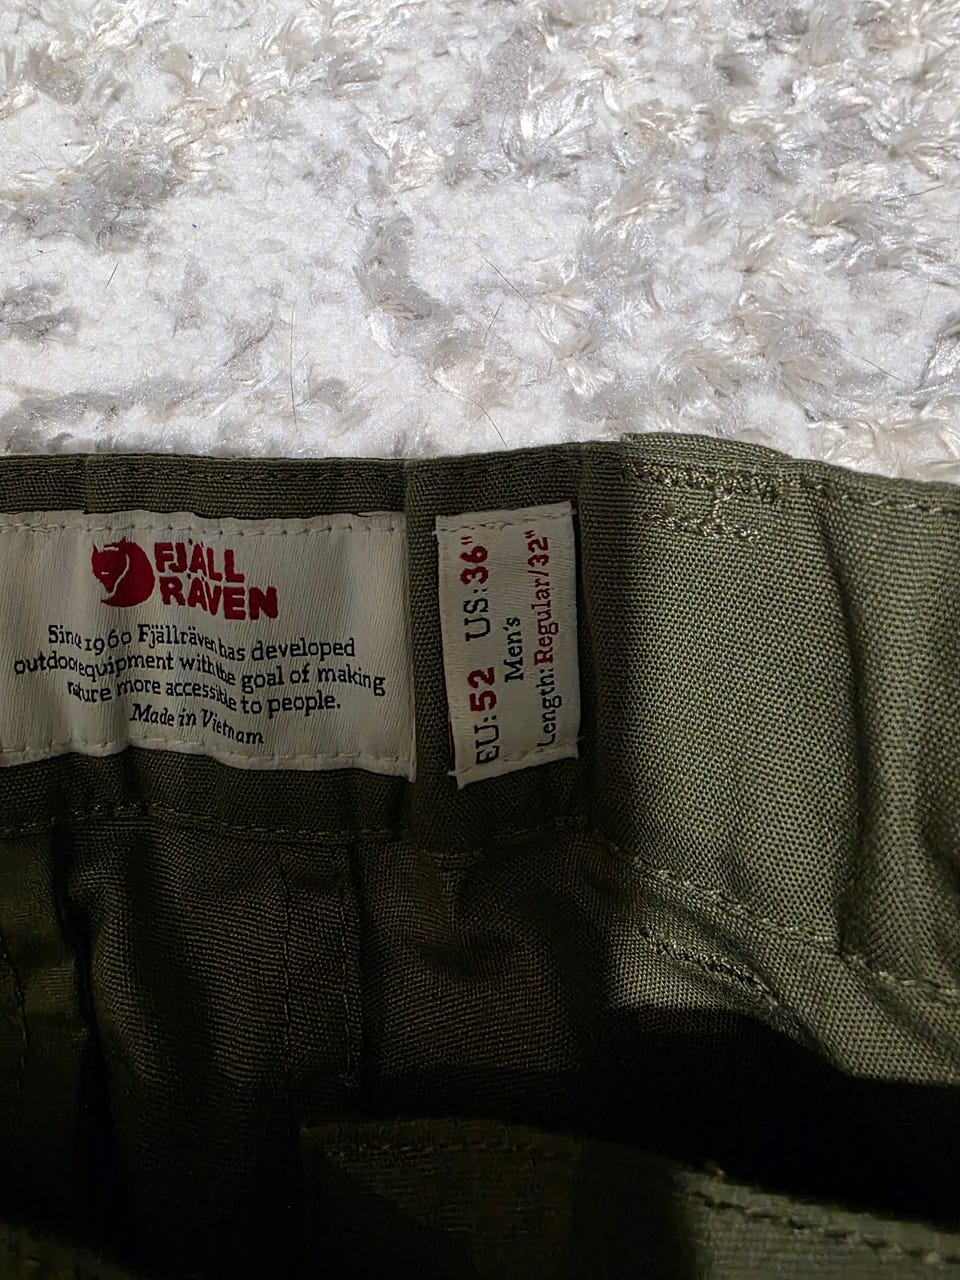 FJÄLL
RÄVEN
Since 1960 Fjällräven has developed
outdoor equipment with the goal of making
nature more accessible to people.
Made in Vietnam
EU: 52 US: 36"
Men's
Length: Regular/32"